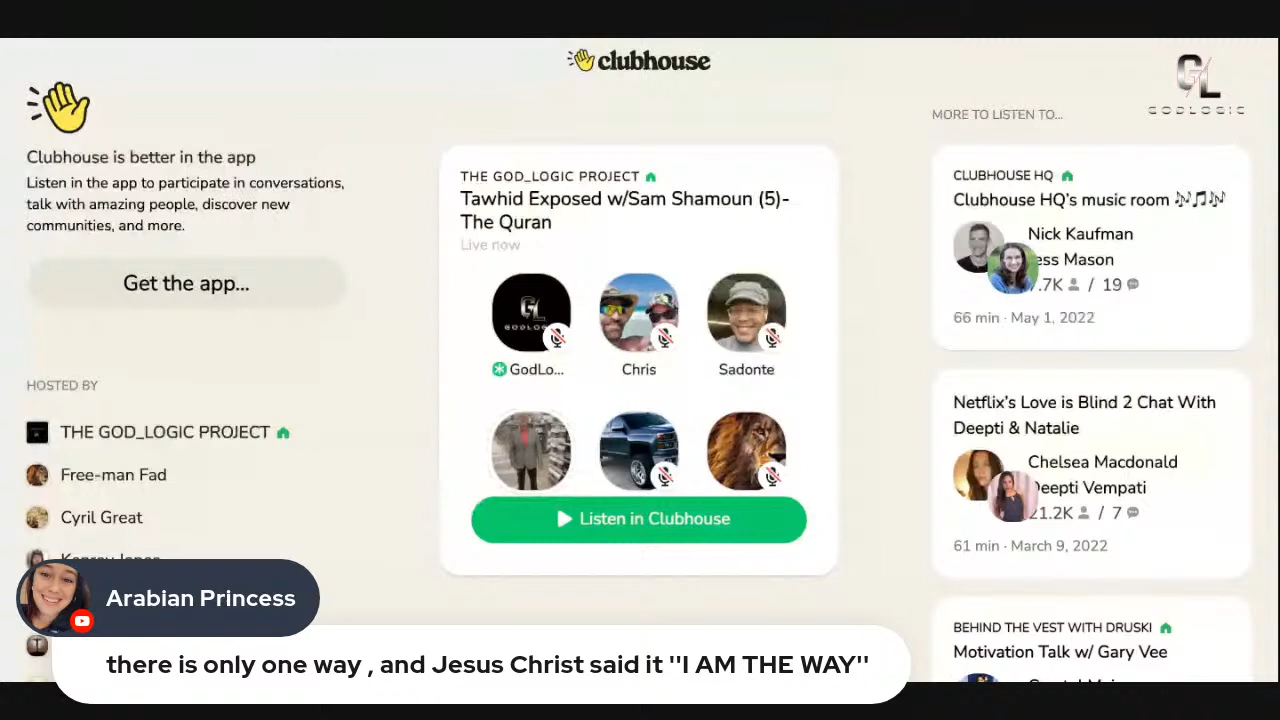 clubhouse
GL
GODLOGIC
Clubhouse is better in the app
Listen in the app to participate in conversations,
talk with amazing people, discover new
communities, and more.
Get the app...
HOSTED BY
THE GOD_LOGIC PROJECT
Free-man Fad
Cyril Great
THE GOD_LOGIC PROJECT
Tawhid Exposed w/Sam Shamoun (5)-
The Quran
Live now
GL
GodLo...
Chris
Sadonte
Listen in Clubhouse
MORE TO LISTEN TO...
CLUBHOUSE HQ
Clubhouse HQ's music room 🎶🎵🎶
Nick Kaufman
Mason
/ 19
66 min · May 1, 2022
Netflix's Love is Blind 2 Chat With
Deepti & Natalie
Chelsea Macdonald
Vempati
21.2K / 7
61 min · March 9, 2022
BEHIND THE VEST WITH DRUSKI
Motivation Talk w/ Gary Vee
Arabian Princess
there is only one way , and Jesus Christ said it ''I AM THE WAY''